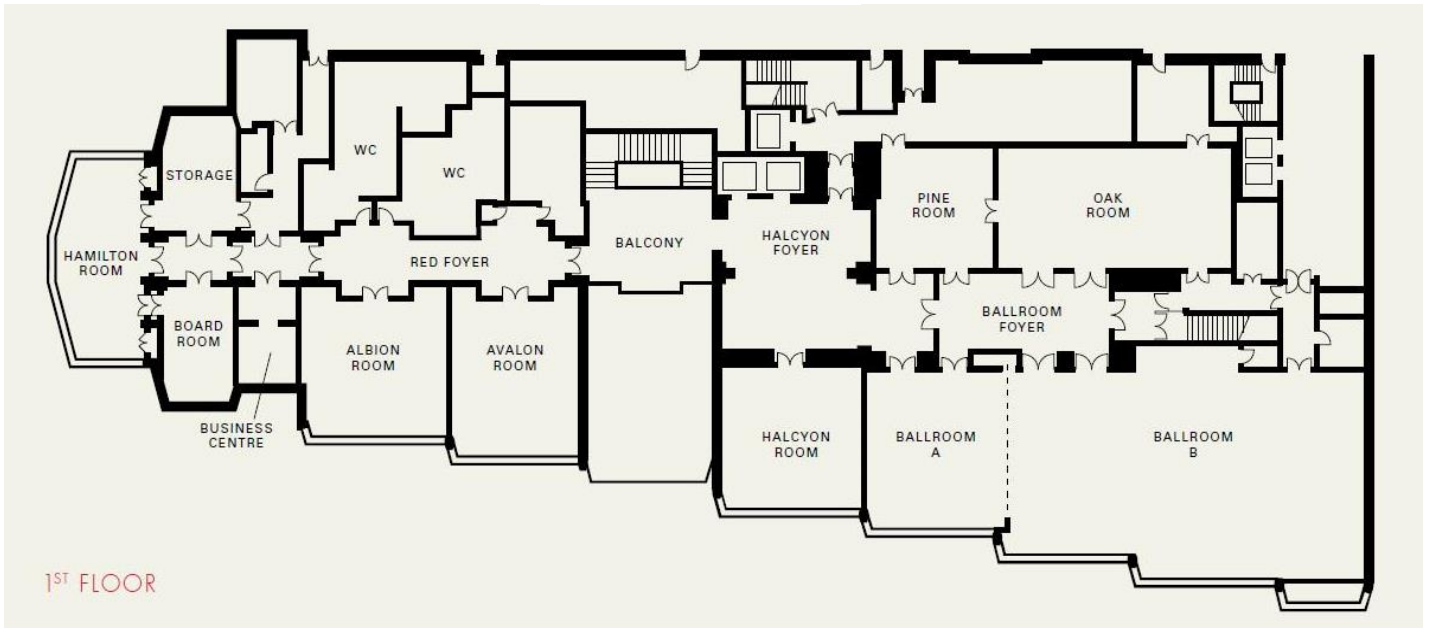 WC
WC
STORAGE
PINE
ROOM
OAK
ROOM
HAMILTON
ROOM
RED FOYER
BALCONY
HALCYON
FOYER
BOARD
ROOM
BALLROOM
FOYER
ALBION
ROOM
AVALON
ROOM
BUSINESS
CENTRE
HALCYON
ROOM
BALLROOM
A
BALLROOM
B
1ST FLOOR